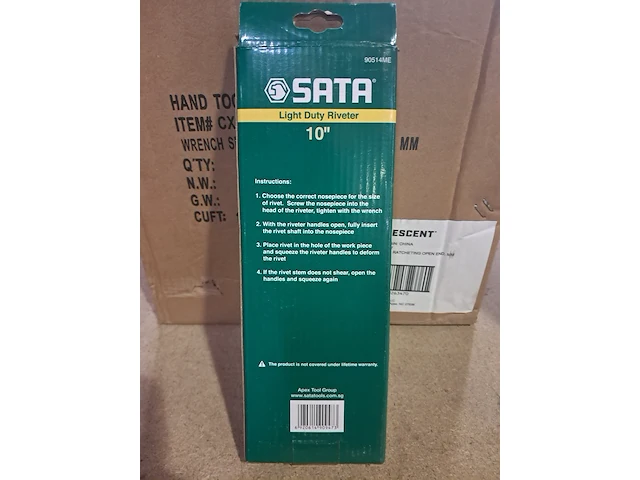 90514ME
SATA®
Light Duty Riveter
10"
Instructions:
1. Choose the correct nosepiece for the size
of rivet. Screw the nosepiece into the
head of the riveter, tighten with the wrench
2. With the riveter handles open, fully insert
the rivet shaft into the nosepiece
3. Place rivet in the hole of the work piece
and squeeze the riveter handles to deform
the rivet
4. If the rivet stem does not shear, open the
handles and squeeze again
The product is not covered under lifetime warranty.
Apex Tool Group
www.satatools.com.sg
HAND TOO
ITEM# CX
WRENCH S
MM
Q'TY:
N.W.:
G.W.:
CUFT:
ESCENT®
RATCHETING OPEN END